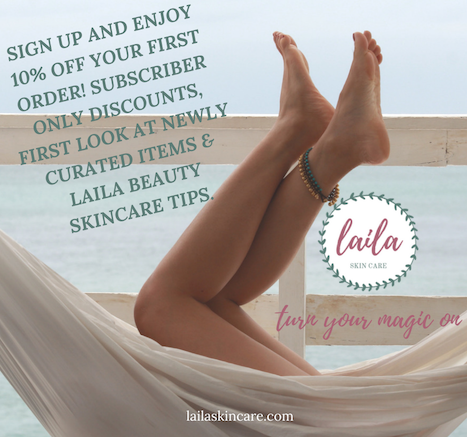 SIGN UP AND ENJOY
10% OFF YOUR FIRST
ORDER! SUBSCRIBER
ONLY DISCOUNTS,
FIRST LOOK AT NEWLY
CURATED ITEMS &
LAILA BEAUTY
SKINCARE TIPS.
laila
SKIN CARE
turn your magic on
lailaskincare.com